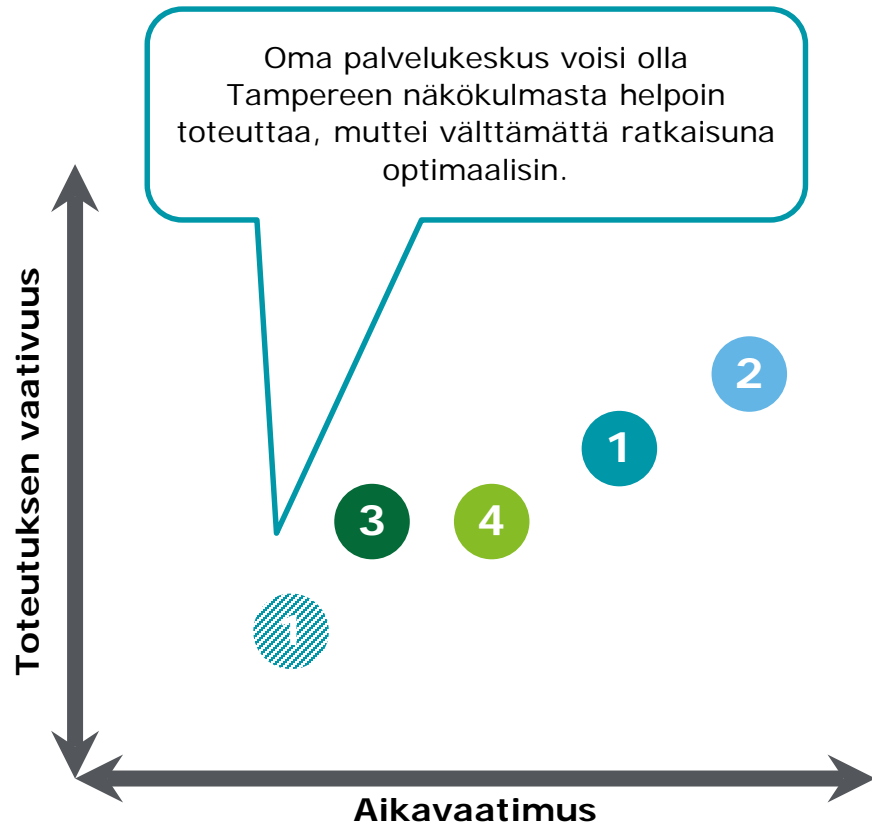 Oma palvelukeskus voisi olla
Tampereen näkökulmasta helpoin
toteuttaa, muttei välttämättä ratkaisuna
optimaalisin.
Toteutuksen vaativuus
2
1
3
4
1
Aikavaatimus